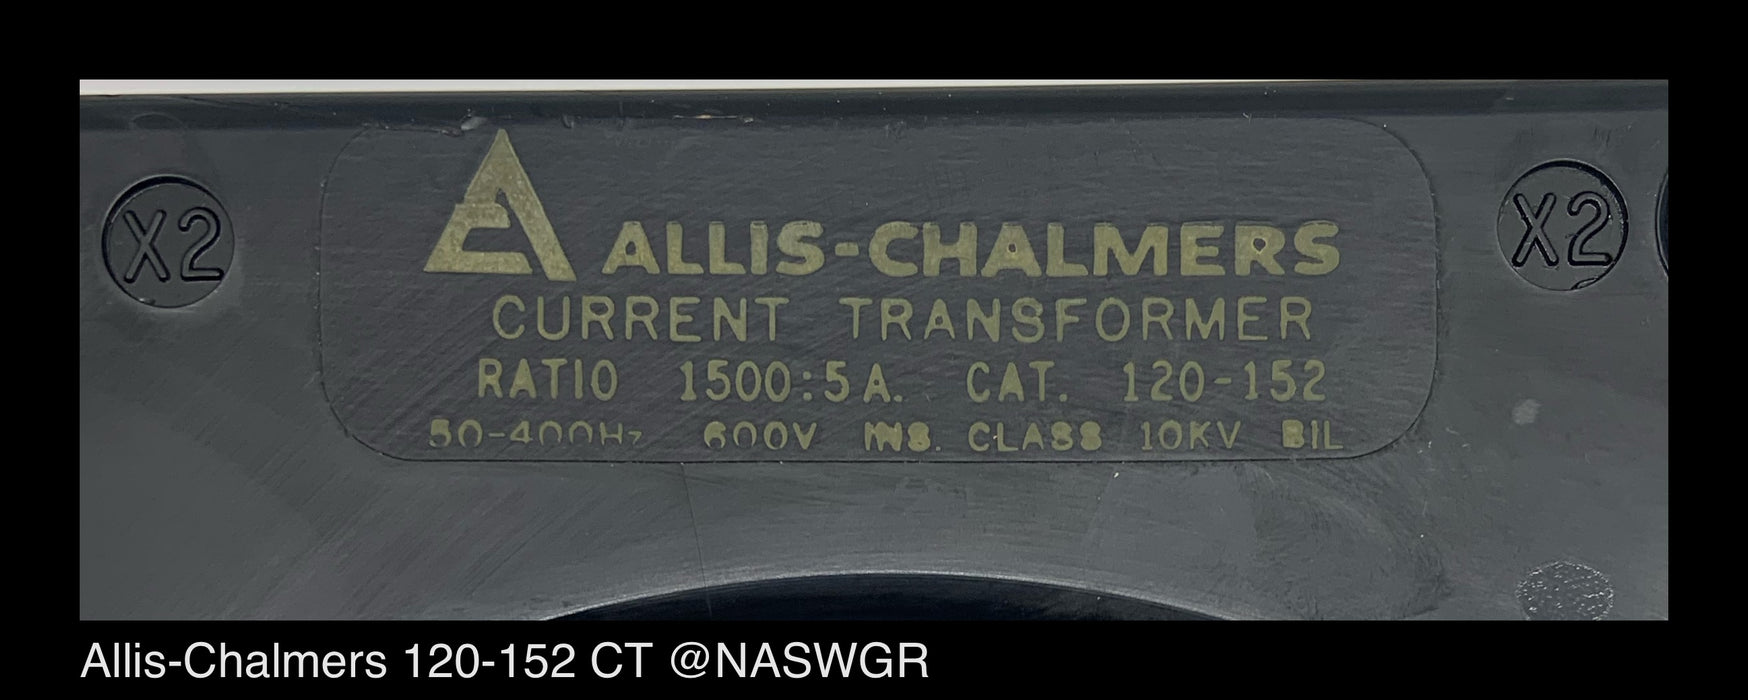 X2
X2
ALLIS-CHALMERS
CURRENT TRANSFORMER
RATIO 1500:5 A. CAT. 120-152
50-400Hz 600V INS. CLASS 10KV BIL
Allis-Chalmers 120-152 CT @NASWGR